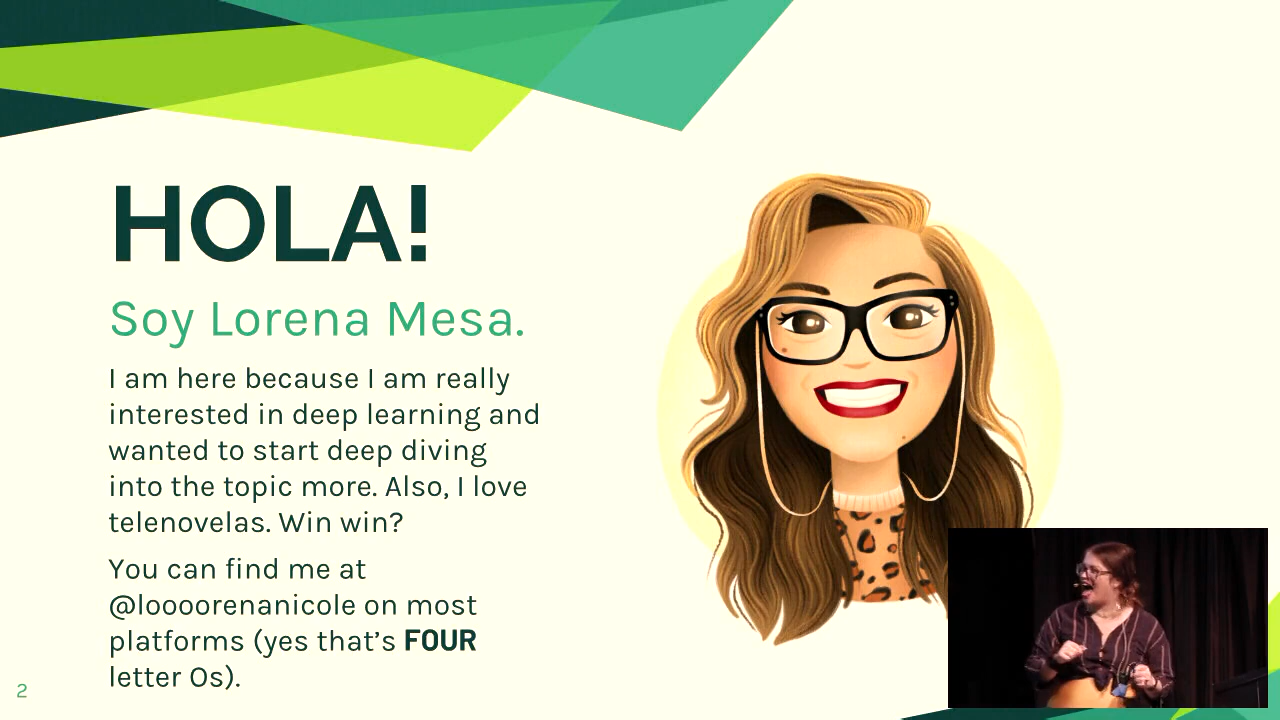 HOLA!
Soy Lorena Mesa.
I am here because I am really
interested in deep learning and
wanted to start deep diving
into the topic more. Also, I love
telenovelas. Win win?
You can find me at
@loooorenanicole on most
platforms (yes that’s FOUR
letter Os).
2